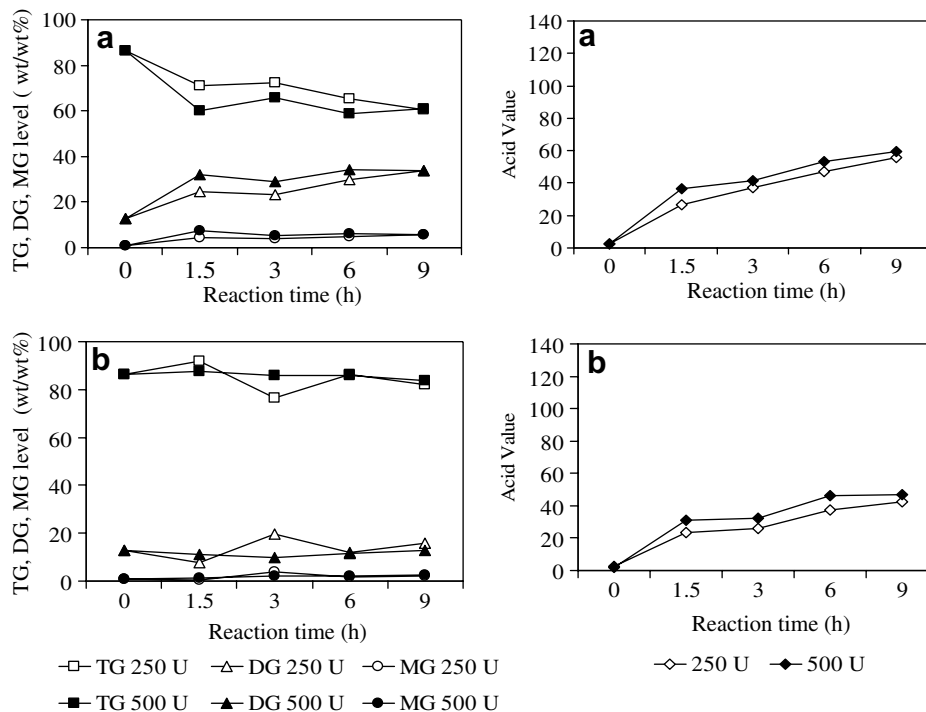 a
TG, DG, MG level ( wt/wt%)
100
80
60
40
20
0
0 1.5 3 6 9
Reaction time (h)
a
Acid Value
140
120
100
80
60
40
20
0
0 1.5 3 6 9
Reaction time (h)
b
TG, DG, MG level (wt/wt%)
100
80
60
40
20
0
0 1.5 3 6 9
Reaction time (h)
b
Acid Value
140
120
100
80
60
40
20
0
0 1.5 3 6 9
Reaction time (h)
TG 250 U DG 250 U MG 250 U
TG 500 U DG 500 U MG 500 U
250 U 500 U